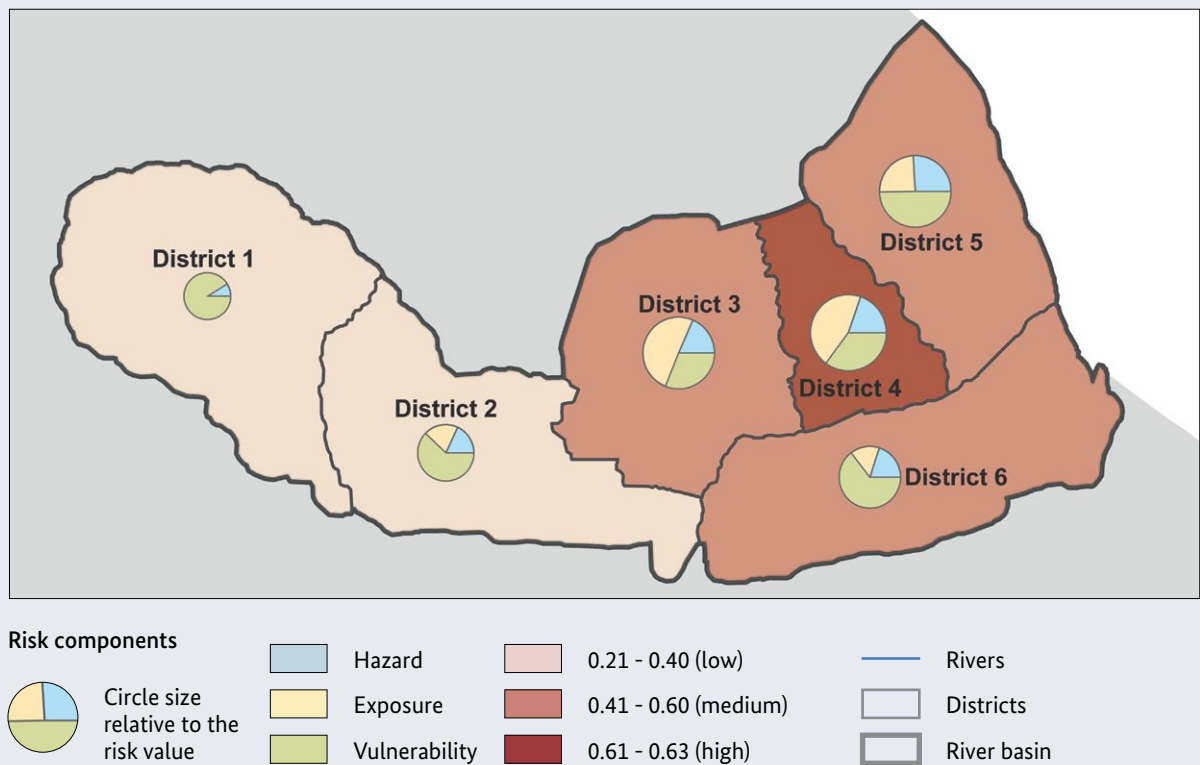 District 1
District 2
District 3
District 4
District 5
District 6
Risk components
Circle size
relative to the
risk value
Hazard
Exposure
Vulnerability
0.21 - 0.40 (low)
0.41 - 0.60 (medium)
0.61 - 0.63 (high)
Rivers
Districts
River basin